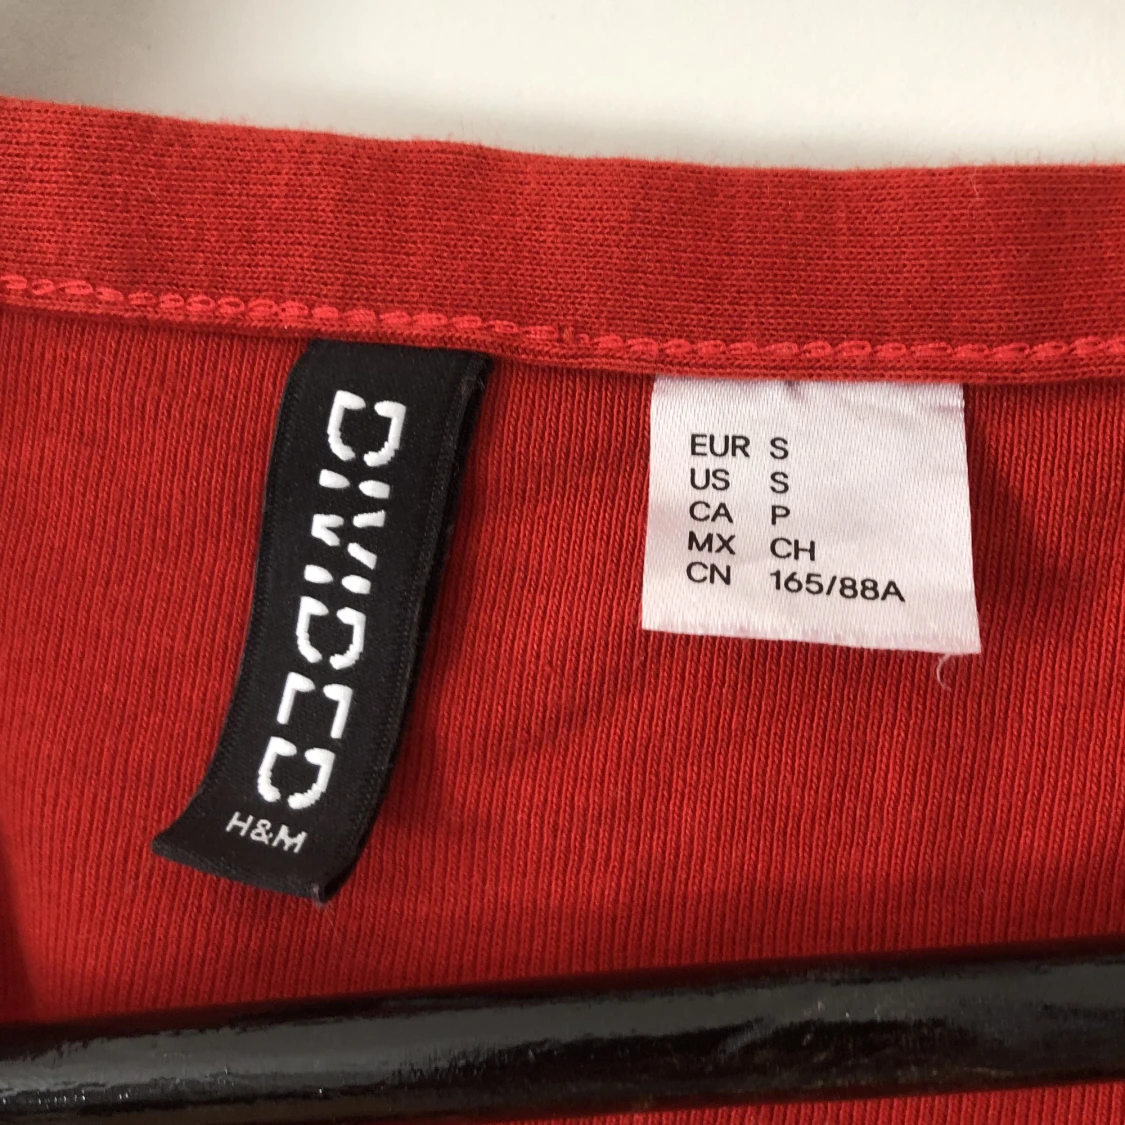 DIVIDED
H&M
EUR S
US S
CA P
MX CH
CN 165/88A